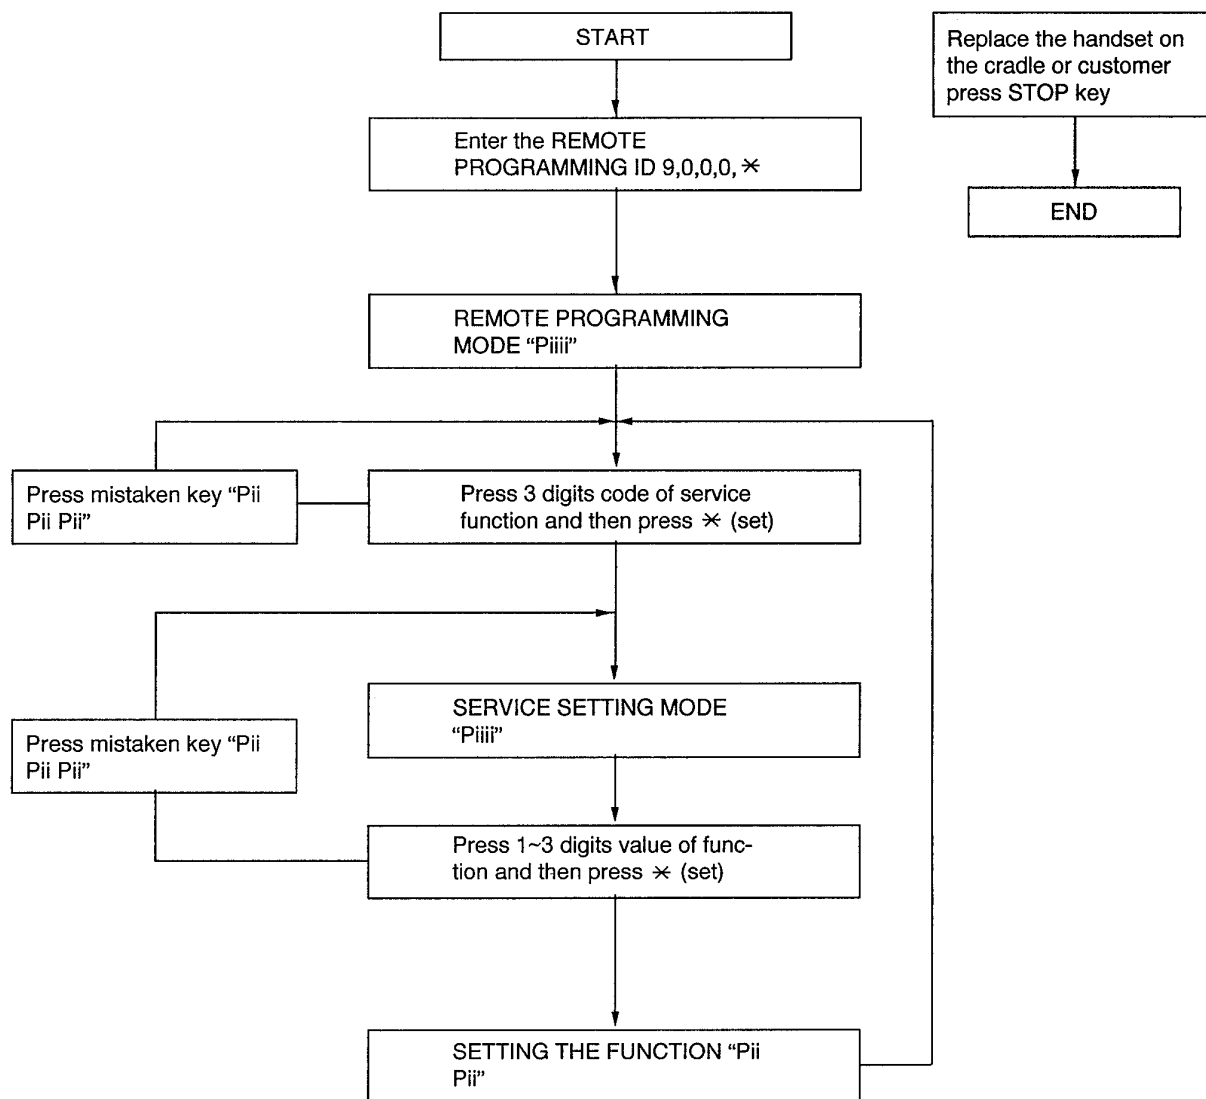 START
Replace the handset on
the cradle or customer
press STOP key
Enter the REMOTE
PROGRAMMING ID 9,0,0,0, ✳
END
REMOTE PROGRAMMING
MODE “Piiii”
Press mistaken key “Pii
Pii Pii”
Press 3 digits code of service
function and then press ✳ (set)
SERVICE SETTING MODE
“Piiii”
Press mistaken key “Pii
Pii Pii”
Press 1~3 digits value of func-
tion and then press ✳ (set)
SETTING THE FUNCTION “Pii
Pii”